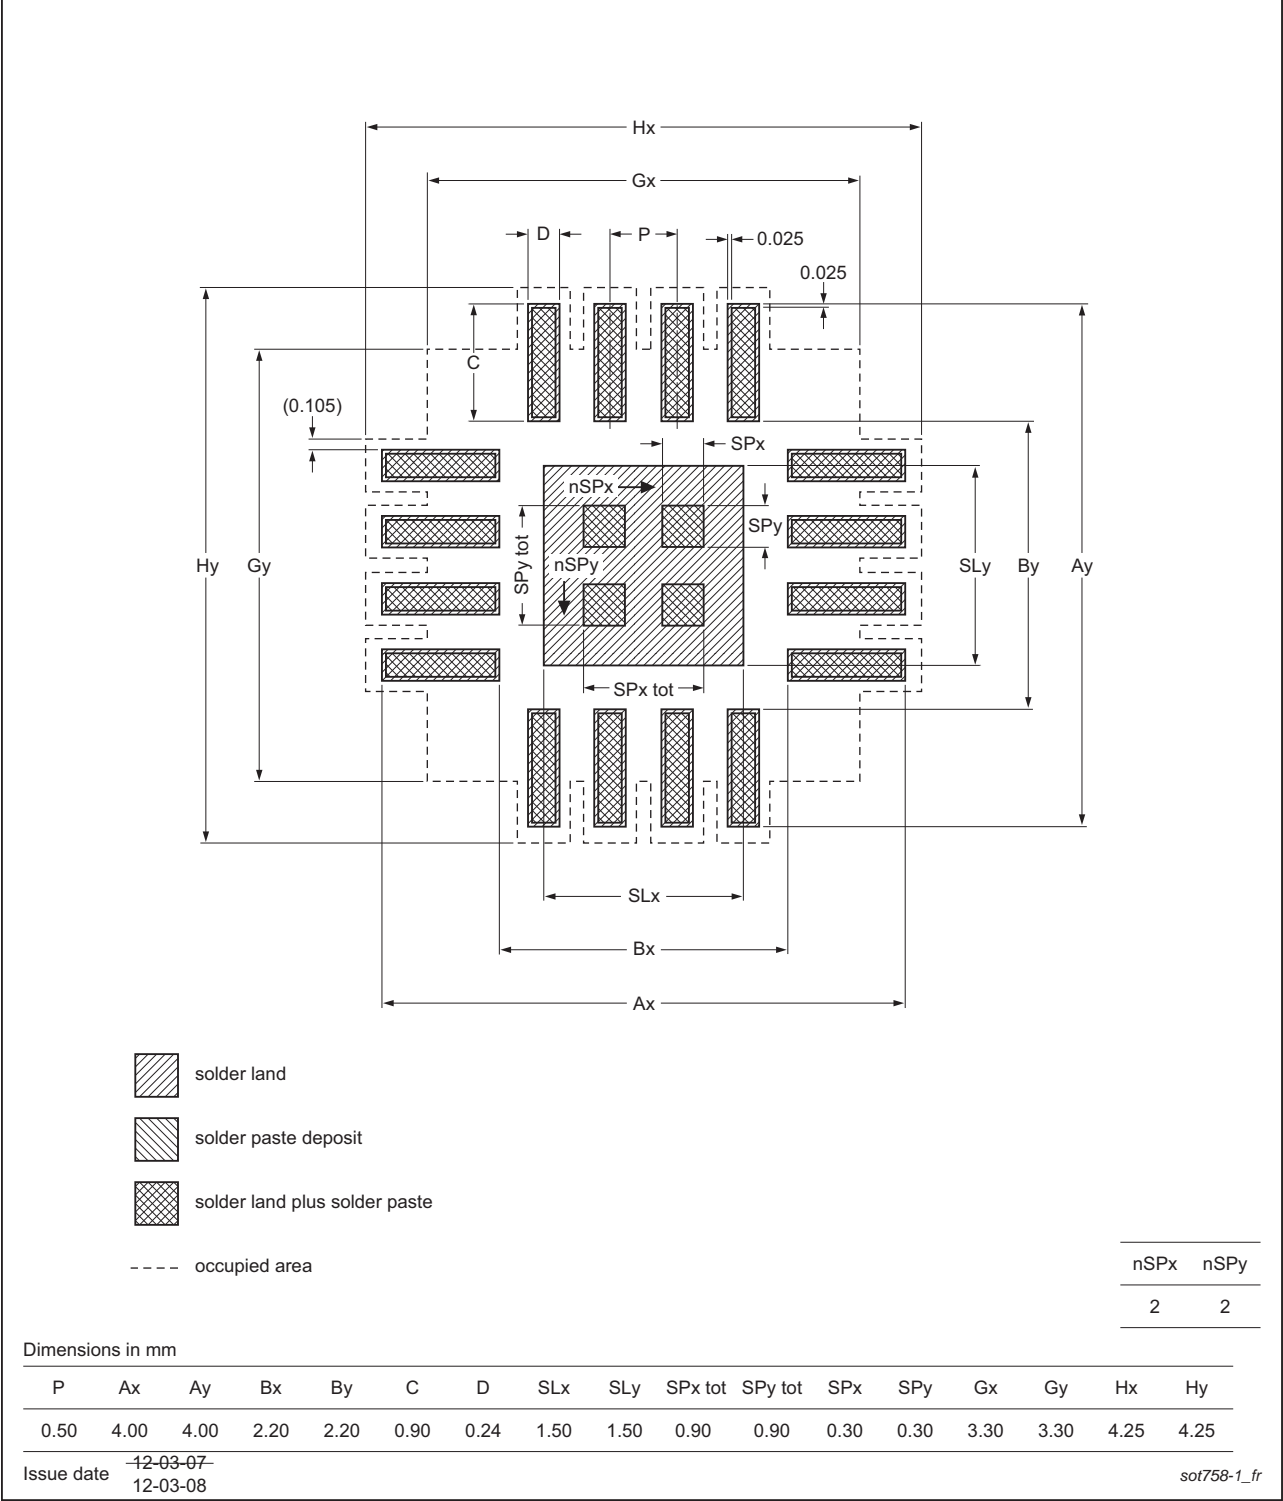 Hx
Gx
D
P
0.025
0.025
C
(0.105)
SPx
nSPx
SPy
SPy tot
nSPy
Hy
Gy
SLy
By
Ay
SPx tot
SLx
Bx
Ax
solder land
solder paste deposit
solder land plus solder paste
occupied area
nSPx nSPy
2 2
Dimensions in mm
P Ax Ay Bx By C D SLx SLy SPx tot SPy tot SPx SPy Gx Gy Hx Hy
0.50 4.00 4.00 2.20 2.20 0.90 0.24 1.50 1.50 0.90 0.90 0.30 0.30 3.30 3.30 4.25 4.25
Issue date 12-03-07
12-03-08
sot758-1_fr